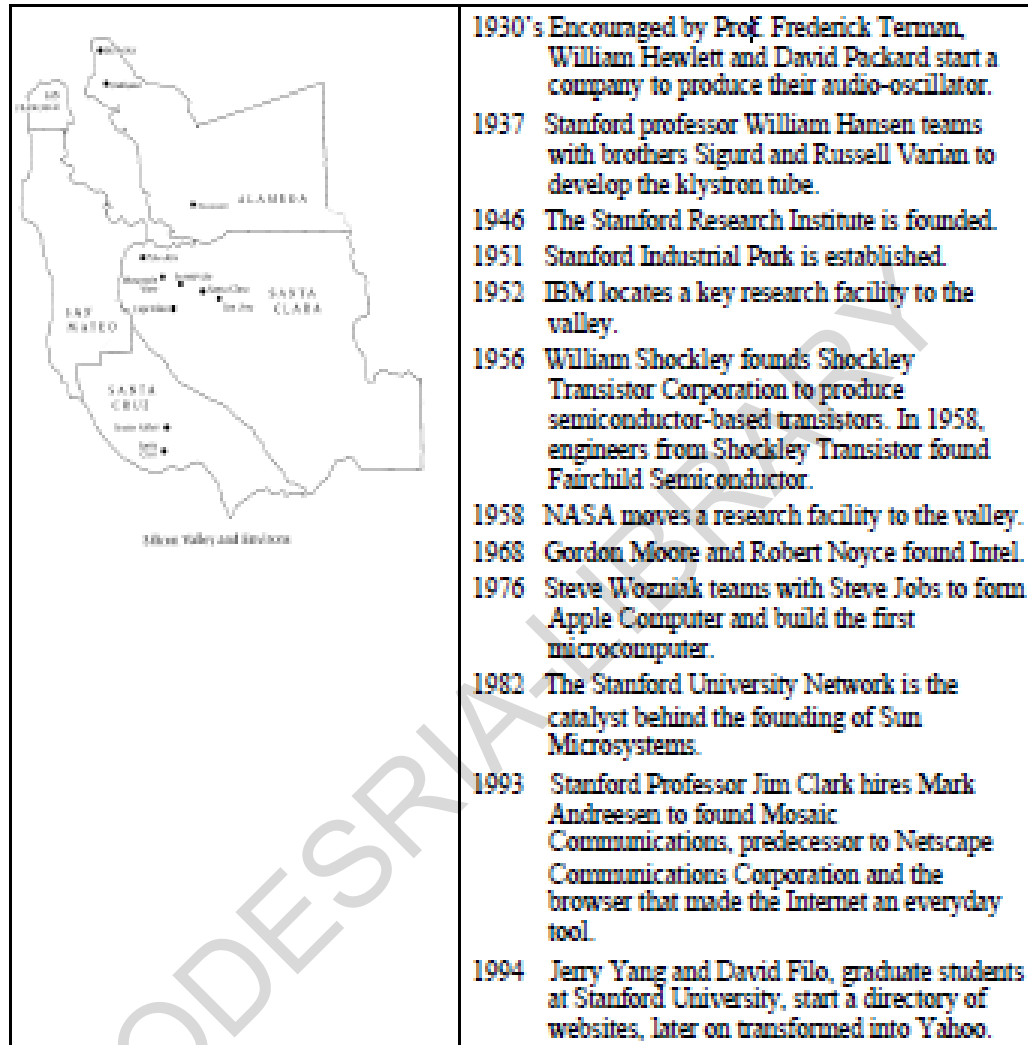 ALAMEDA
SANTA
CLARA
SAN
MATEO
SANTA
CRUZ
Silicon Valley and Environs
1930's Encouraged by Prof. Frederick Terman,
William Hewlett and David Packard start a
company to produce their audio-oscillator.
1937 Stanford professor William Hansen teams
with brothers Sigurd and Russell Varian to
develop the klystron tube.
1946 The Stanford Research Institute is founded.
1951 Stanford Industrial Park is established.
1952 IBM locates a key research facility to the
valley.
1956 William Shockley founds Shockley
Transistor Corporation to produce
semiconductor-based transistors. In 1958,
engineers from Shockley Transistor found
Fairchild Semiconductor.
1958 NASA moves a research facility to the valley.
1968 Gordon Moore and Robert Noyce found Intel.
1976 Steve Wozniak teams with Steve Jobs to form
Apple Computer and build the first
microcomputer.
1982 The Stanford University Network is the
catalyst behind the founding of Sun
Microsystems.
1993 Stanford Professor Jim Clark hires Mark
Andreesen to found Mosaic
Communications, predecessor to Netscape
Communications Corporation and the
browser that made the Internet an everyday
tool.
1994 Jerry Yang and David Filo, graduate students
at Stanford University, start a directory of
websites, later on transformed into Yahoo.
ODESRIA-LIBRARY